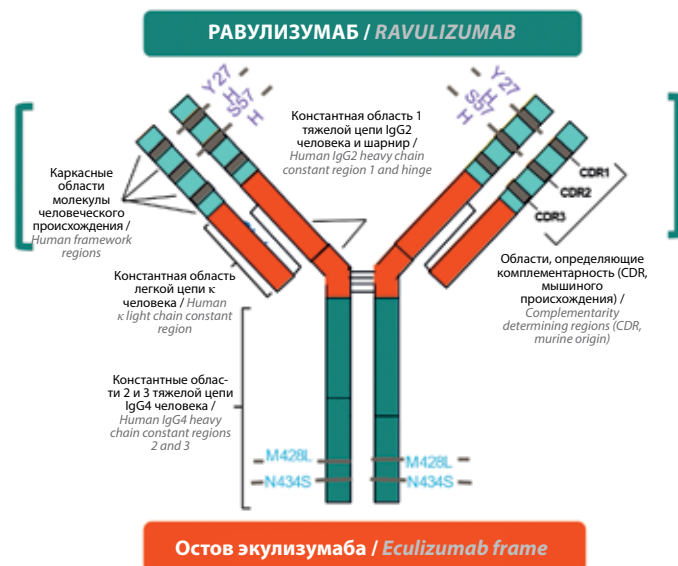 РАВУЛИЗУМАБ / RAVULIZUMAB
Y27
H
S57
H
Y27
H
S57
H
Константная область 1
тяжелой цепи IgG2
человека и шарнир /
Human IgG2 heavy chain
constant region 1 and hinge
Каркасные
области
молекулы
человеческого
происхождения /
Human framework
regions
CDR1
CDR2
CDR3
Области, определяющие
комплементарность (CDR,
мышиного
происхождения) /
Complementarity
determining regions (CDR,
murine origin)
Константная область
легкой цепи κ
человека / Human
κ light chain constant
region
Константные облас-
ти 2 и 3 тяжелой цепи
IgG4 человека /
Human IgG4 heavy
chain constant regions
2 and 3
M428L
N434S
M428L
N434S
Остов экулизумаба / Eculizumab frame